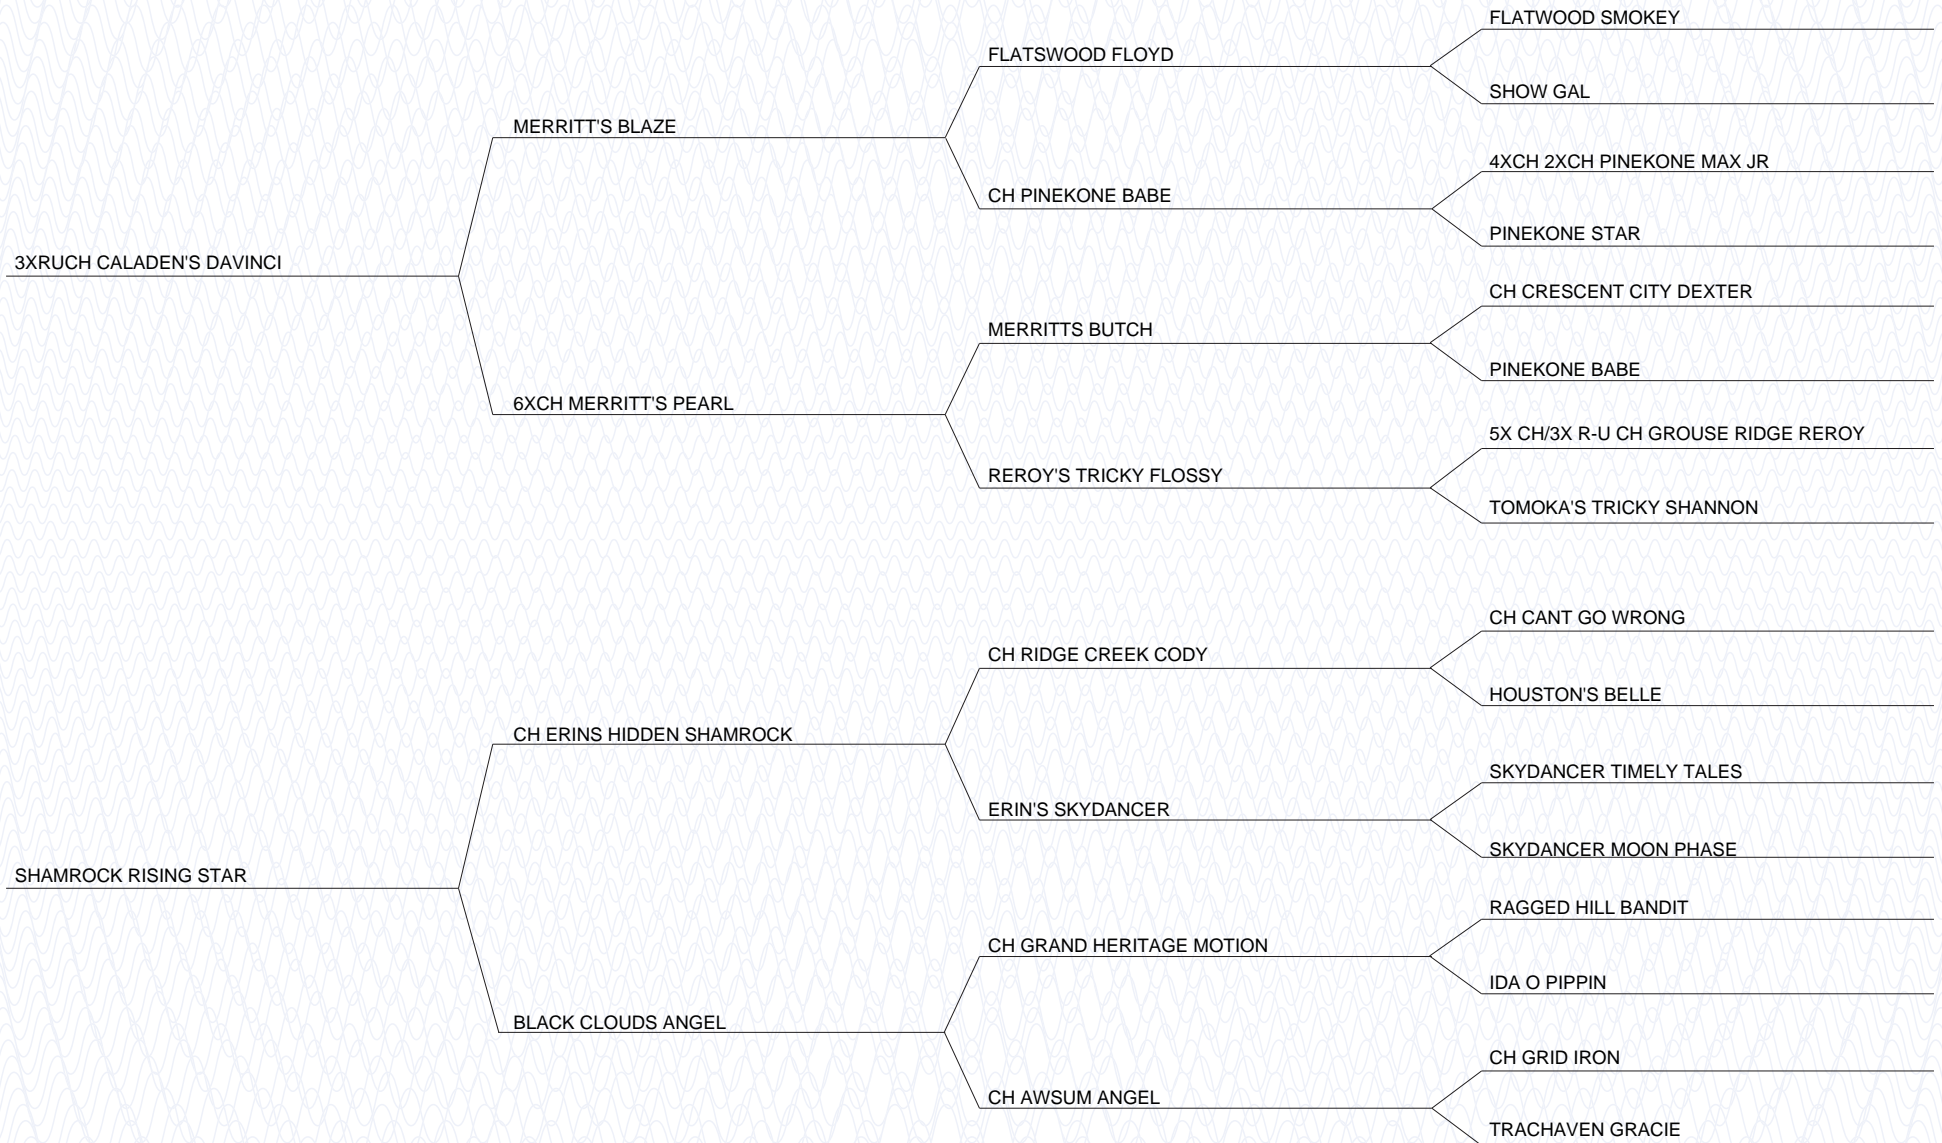 FLATWOOD SMOKEY
FLATSWOOD FLOYD
SHOW GAL
MERRITT'S BLAZE
4XCH 2XCH PINEKONE MAX JR
CH PINEKONE BABE
PINEKONE STAR
3XRUCH CALADEN'S DAVINCI
CH CRESCENT CITY DEXTER
MERRITTS BUTCH
PINEKONE BABE
6XCH MERRITT'S PEARL
5X CH/3X R-U CH GROUSE RIDGE REROY
REROY'S TRICKY FLOSSY
TOMOKA'S TRICKY SHANNON
CH CANT GO WRONG
CH RIDGE CREEK CODY
HOUSTON'S BELLE
CH ERINS HIDDEN SHAMROCK
SKYDANCER TIMELY TALES
ERIN'S SKYDANCER
SKYDANCER MOON PHASE
SHAMROCK RISING STAR
RAGGED HILL BANDIT
CH GRAND HERITAGE MOTION
IDA O PIPPIN
BLACK CLOUDS ANGEL
CH GRID IRON
CH AWSUM ANGEL
TRACHAVEN GRACIE